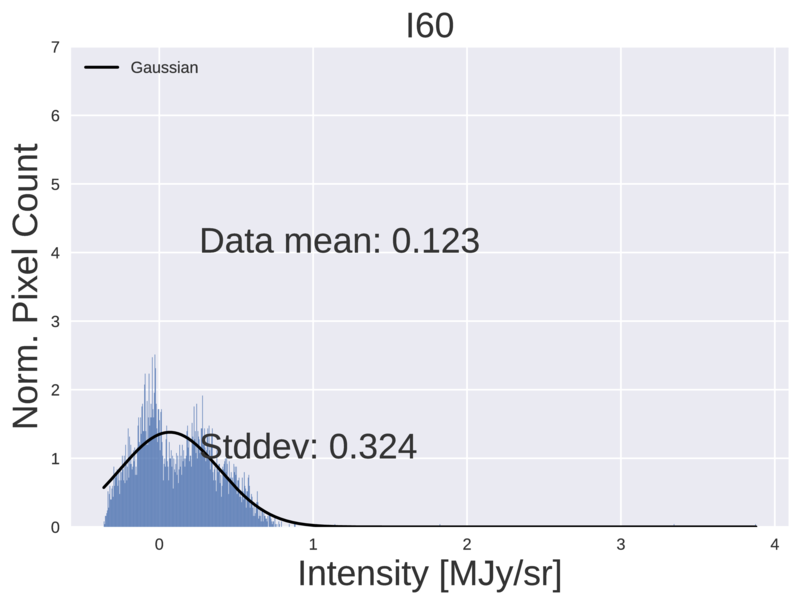 I60
Gaussian
7
6
5
4
3
2
1
0
Data mean: 0.123
Stddev: 0.324
Norm. Pixel Count
0 1 2 3 4
Intensity [MJy/sr]